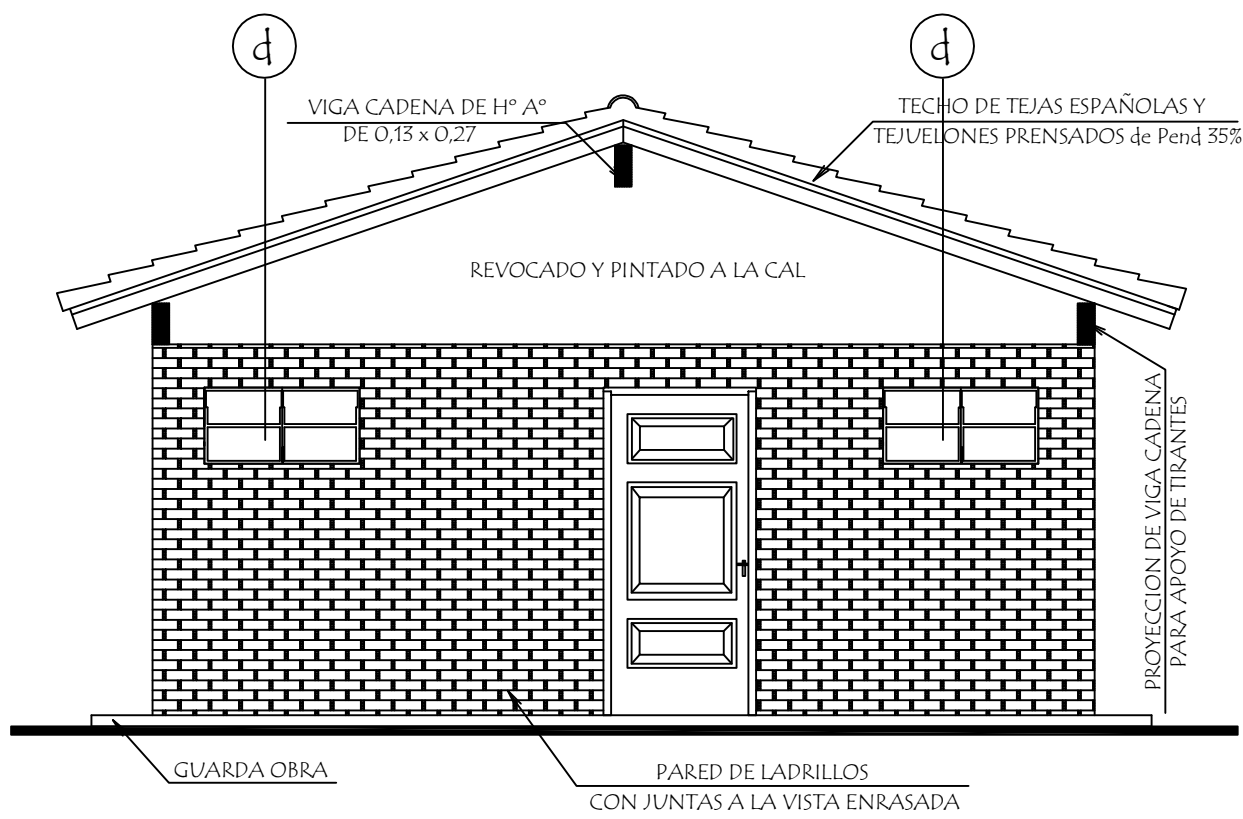 d
d
VIGA CADENA DE Hº Aº
DE 0,13 x 0,27
TECHO DE TEJAS ESPAÑOLAS Y
TEJUELONES PRENSADOS de Pend 35%
REVOCADO Y PINTADO A LA CAL
PROYECCION DE VIGA CADENA
PARA APOYO DE TIRANTES
GUARDA OBRA
PARED DE LADRILLOS
CON JUNTAS A LA VISTA ENRASADA